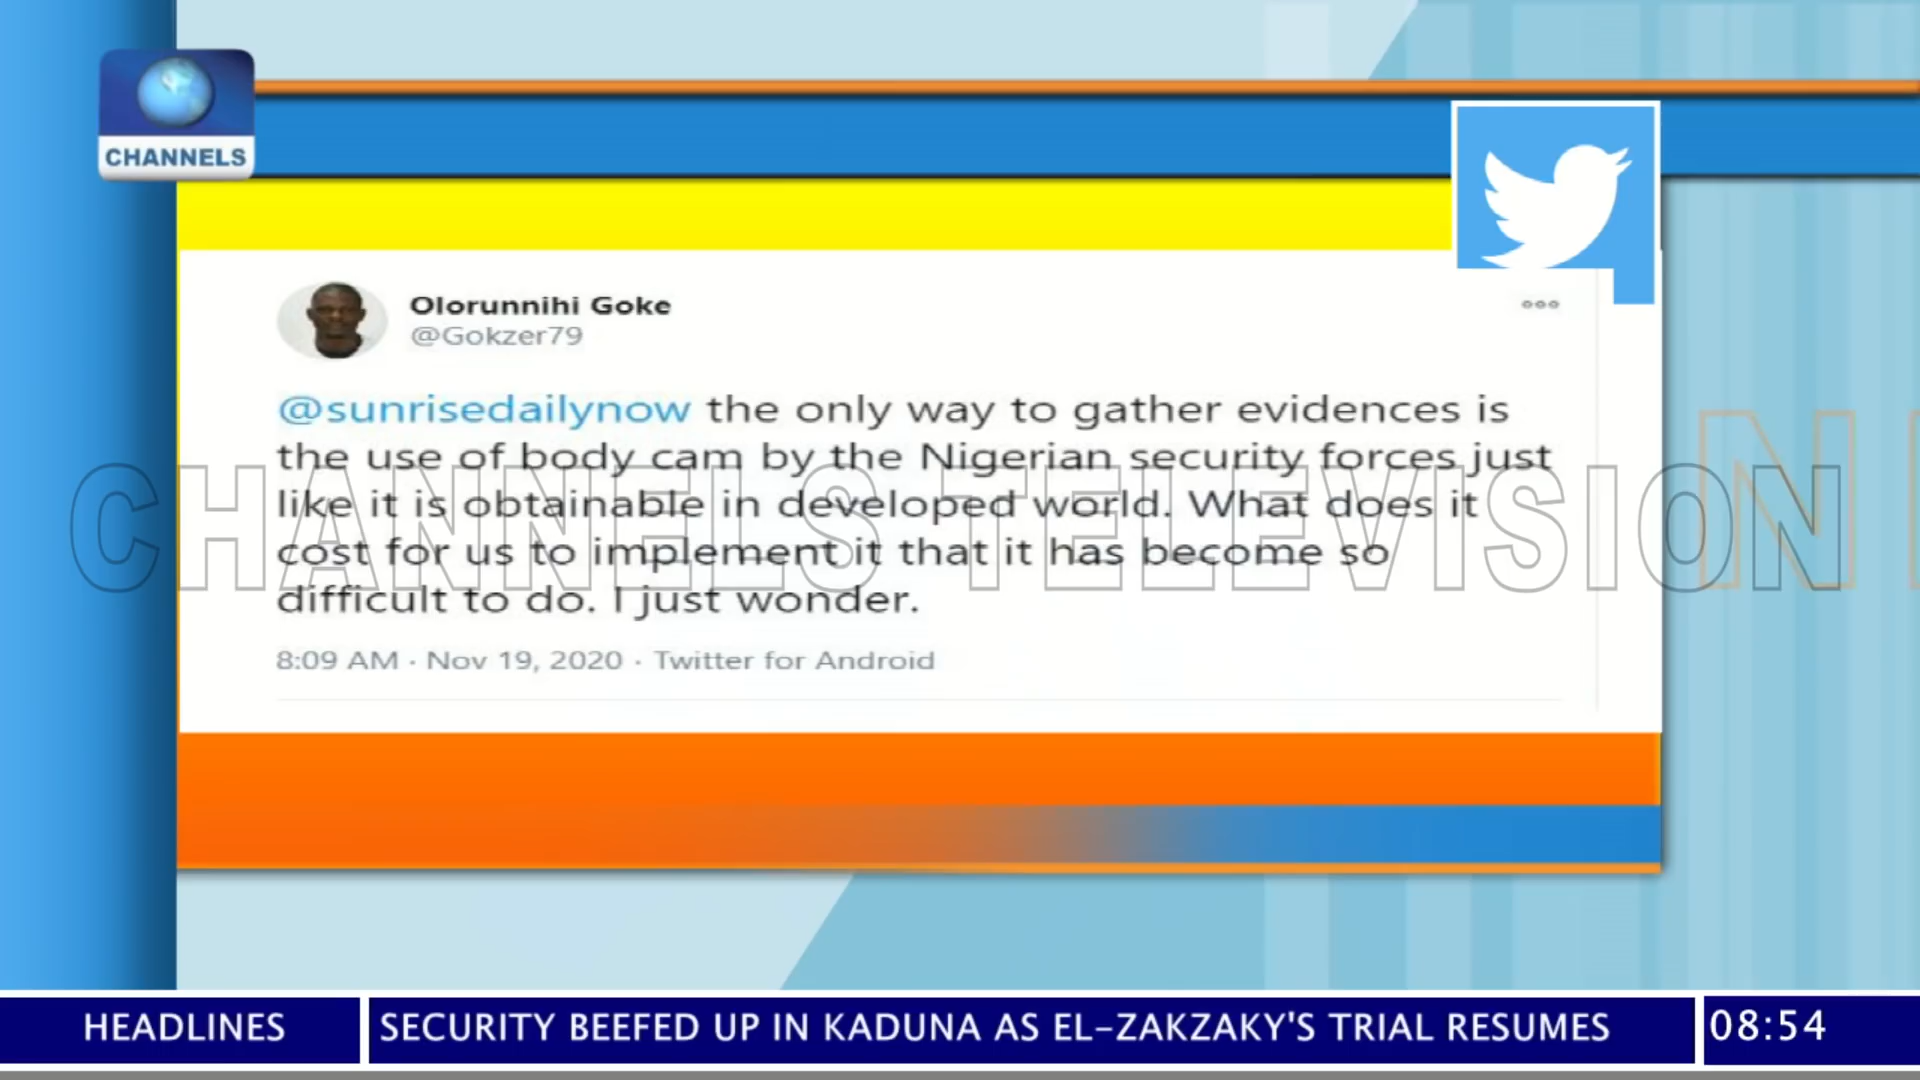 CHANNELS
Olorunnihi Goke
@Gokzer79
@sunrisedailynow the only way to gather evidences is
the use of body cam by the Nigerian security forces just
like it is obtainable in developed world. What does it
cost for us to implement it that it has become so
difficult to do. I just wonder.
8:09 AM · Nov 19, 2020 · Twitter for Android
CHANNELS TELEVISION
N
HEADLINES
SECURITY BEEFED UP IN KADUNA AS EL-ZAKZAKY'S TRIAL RESUMES
08:54